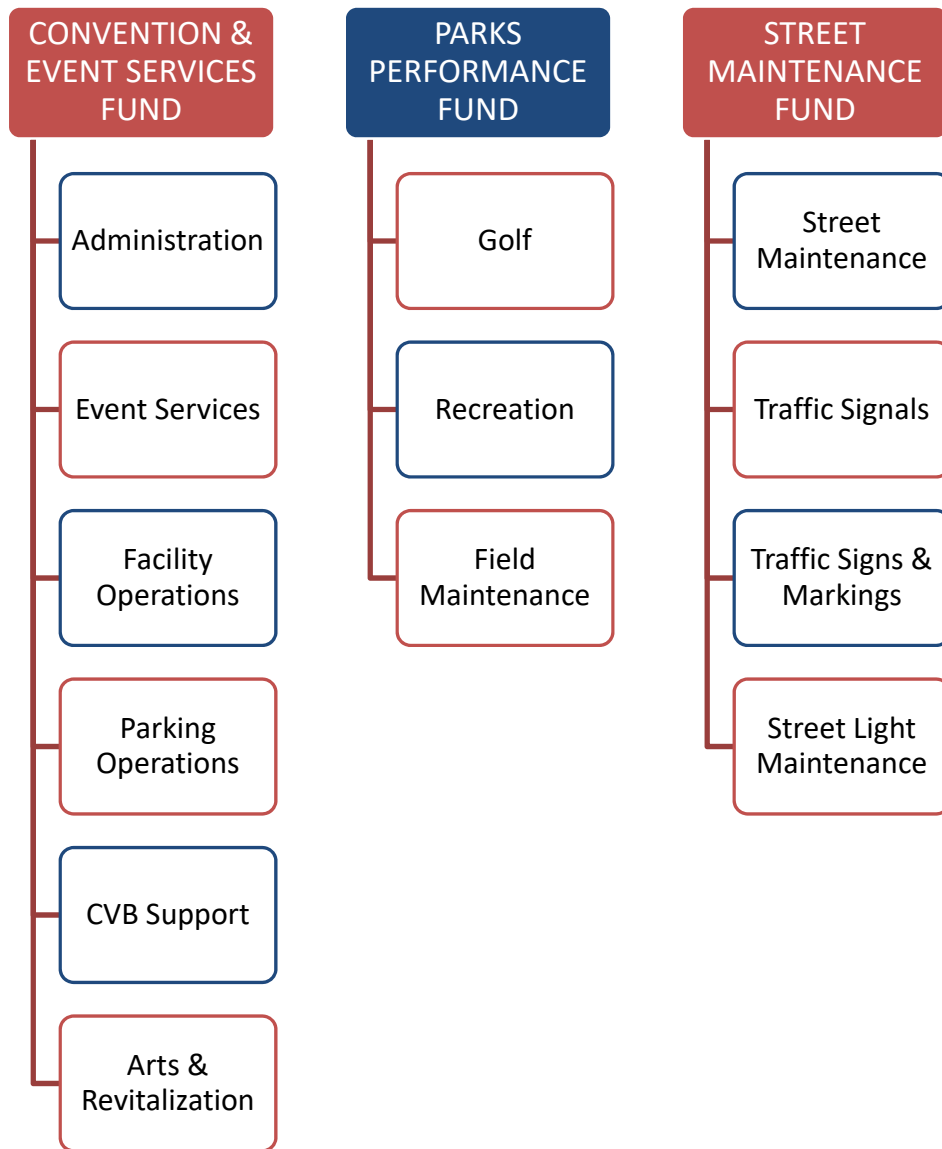 CONVENTION &
EVENT SERVICES
FUND
Administration
Event Services
Facility
Operations
Parking
Operations
CVB Support
Arts &
Revitalization
PARKS
PERFORMANCE
FUND
Golf
Recreation
Field
Maintenance
STREET
MAINTENANCE
FUND
Street
Maintenance
Traffic Signals
Traffic Signs &
Markings
Street Light
Maintenance